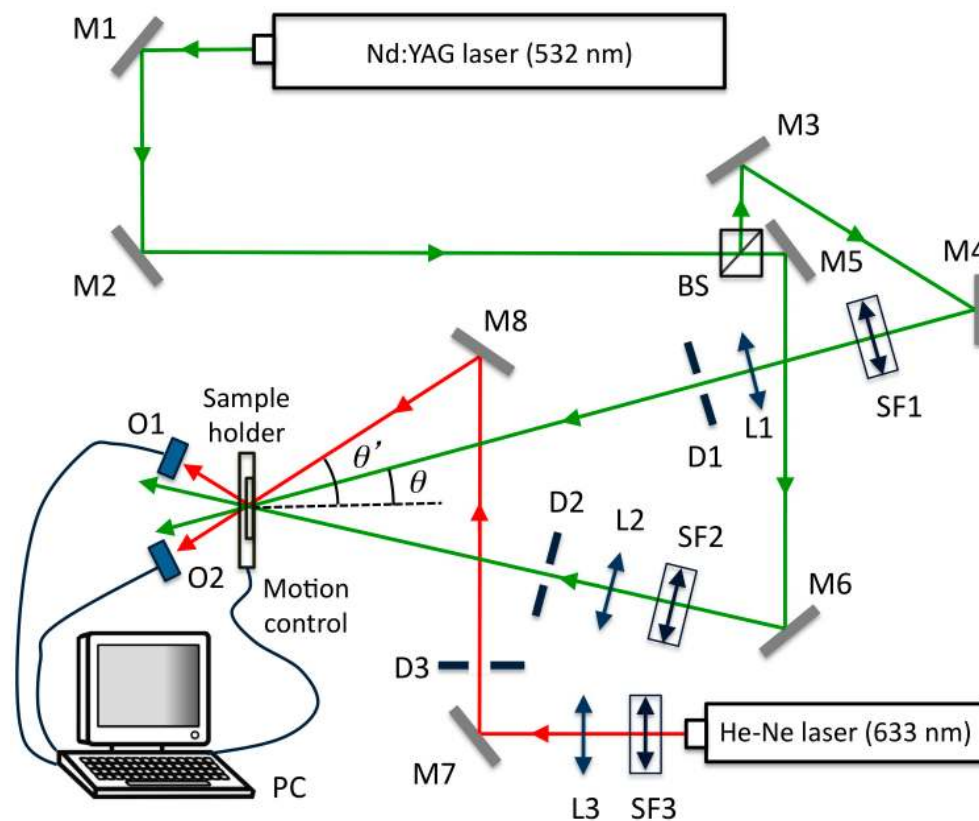 M1
Nd:YAG laser (532 nm)
M3
M2
BS
M5
M4
M8
SF1
L1
D1
Sample
holder
O1
θ’
θ
D2
L2
SF2
O2
M6
Motion
control
D3
He-Ne laser (633 nm)
M7
PC
L3
SF3